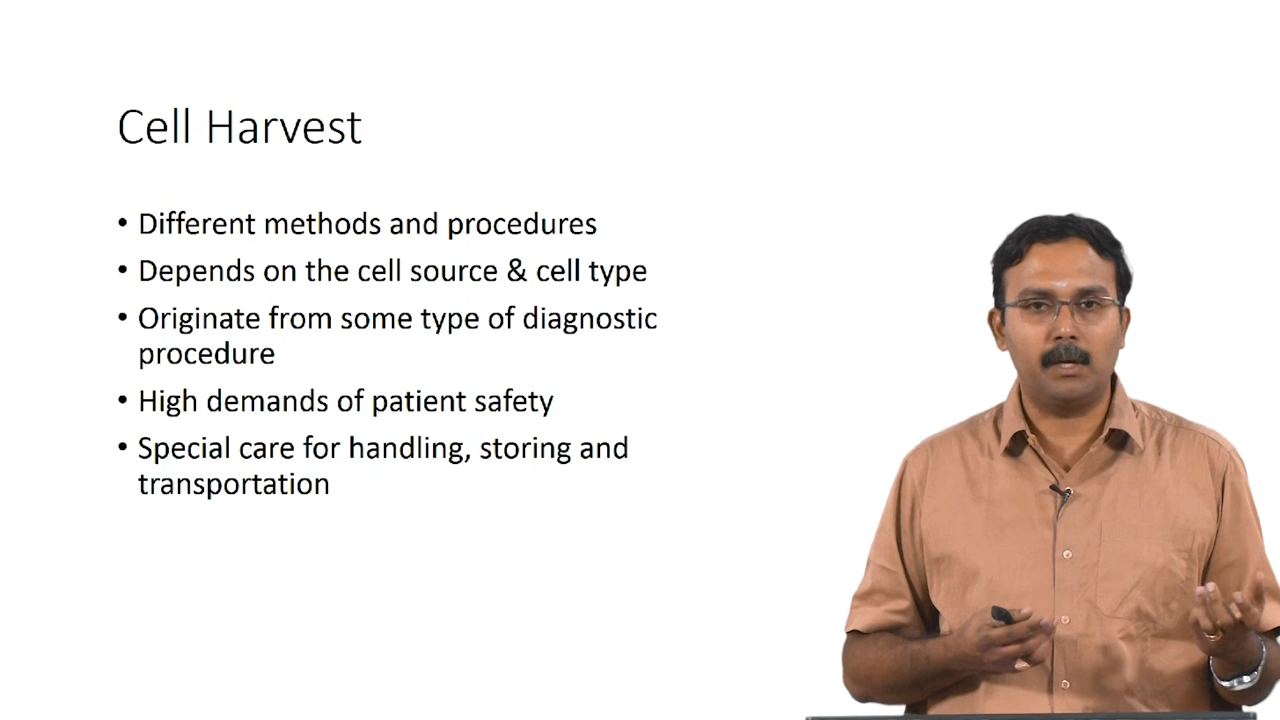 Cell Harvest
• Different methods and procedures
• Depends on the cell source & cell type
• Originate from some type of diagnostic
procedure
• High demands of patient safety
• Special care for handling, storing and
transportation